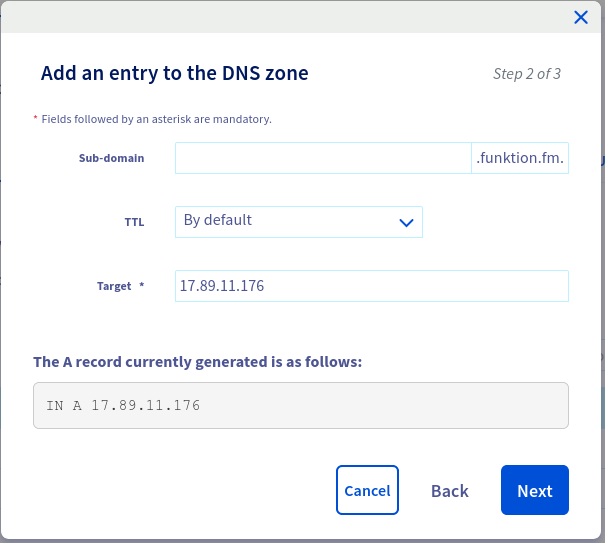 Add an entry to the DNS zone
Step 2 of 3
* Fields followed by an asterisk are mandatory.
Sub-domain
.funktion.fm.
TTL
By default
Target *
17.89.11.176
The A record currently generated is as follows:
IN A 17.89.11.176
Cancel
Back
Next